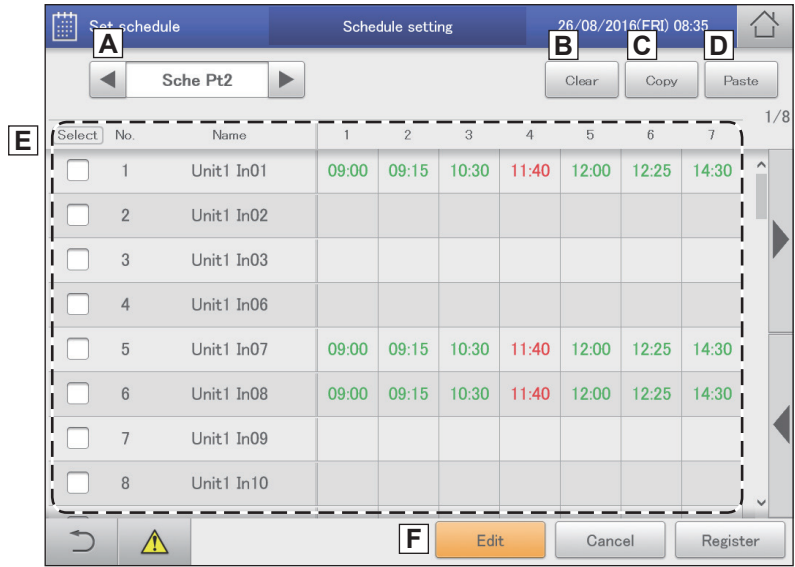 Set schedule Schedule setting 26/08/2016(FRI) 08:35
A B C D
Sche Pt2 Clear Copy Paste
1/8
E Select No. Name 1 2 3 4 5 6 7
1 Unit1 In01 09:00 09:15 10:30 11:40 12:00 12:25 14:30
2 Unit1 In02
3 Unit1 In03
4 Unit1 In06
5 Unit1 In07 09:00 09:15 10:30 11:40 12:00 12:25 14:30
6 Unit1 In08 09:00 09:15 10:30 11:40 12:00 12:25 14:30
7 Unit1 In09
8 Unit1 In10
F Edit Cancel Register